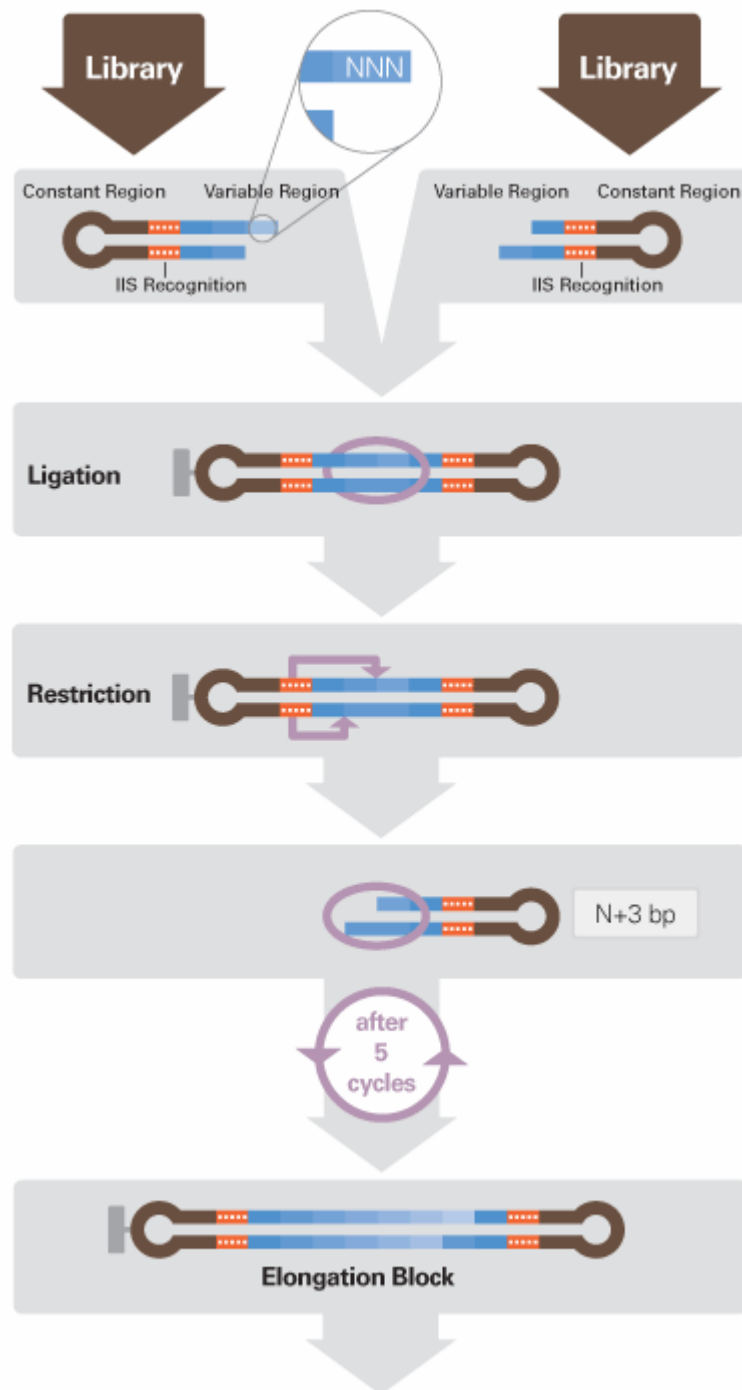 Library
NNN
Library
Constant Region
Variable Region
Variable Region
Constant Region
IIS Recognition
IIS Recognition
Ligation
Restriction
N+3 bp
after
5
cycles
Elongation Block